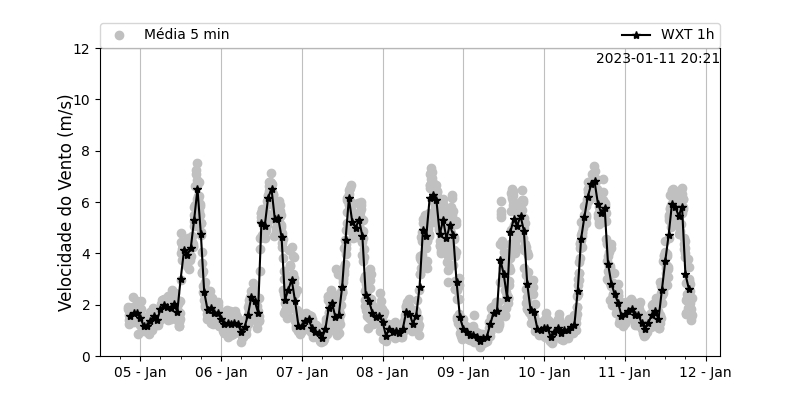 Média 5 min
WXT 1h
2023-01-11 20:21
Velocidade do Vento (m/s)
12
10
8
6
4
2
0
05 - Jan
06 - Jan
07 - Jan
08 - Jan
09 - Jan
10 - Jan
11 - Jan
12 - Jan